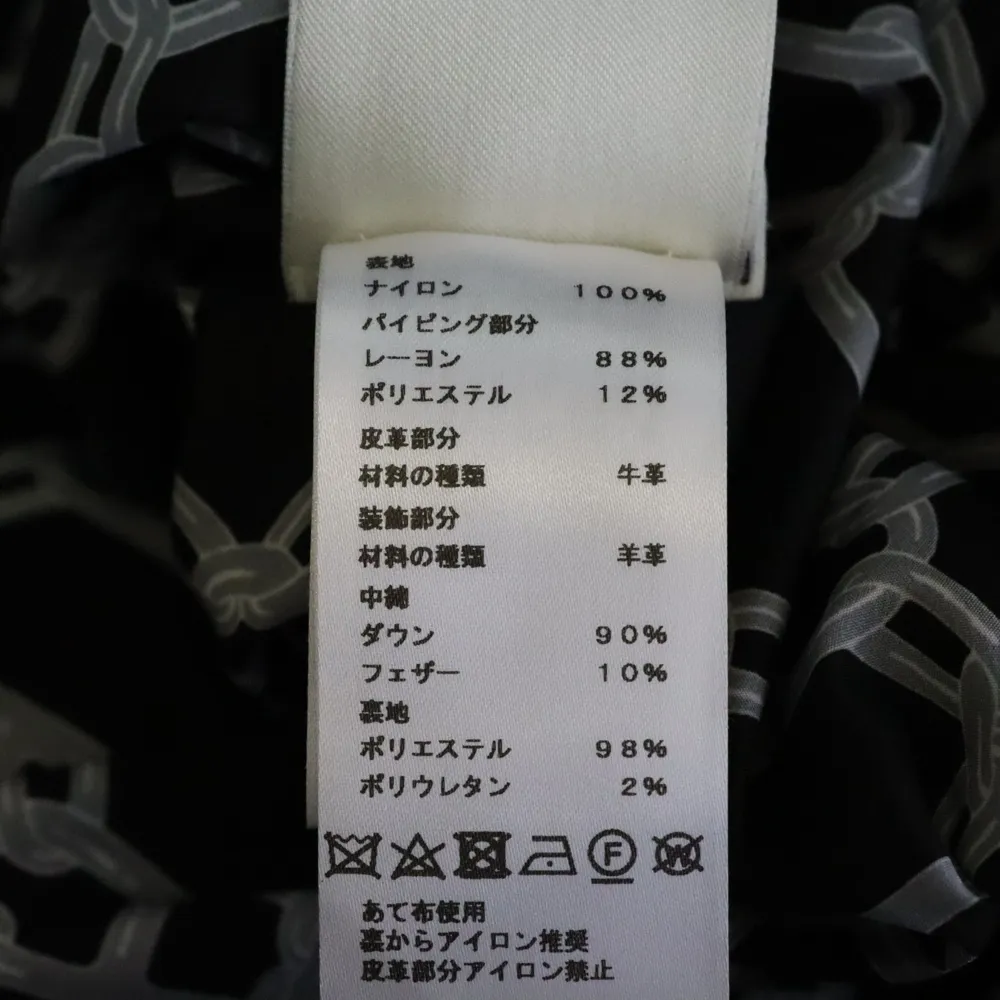 表地
ナイロン 100%
パイピング部分
レーヨン 88%
ポリエステル 12%
皮革部分
材料の種類 牛革
装飾部分
材料の種類 羊革
中綿
ダウン 90%
フェザー 10%
裏地
ポリエステル 98%
ポリウレタン 2%
F W
あて布使用
裏からアイロン推奨
皮革部分アイロン禁止